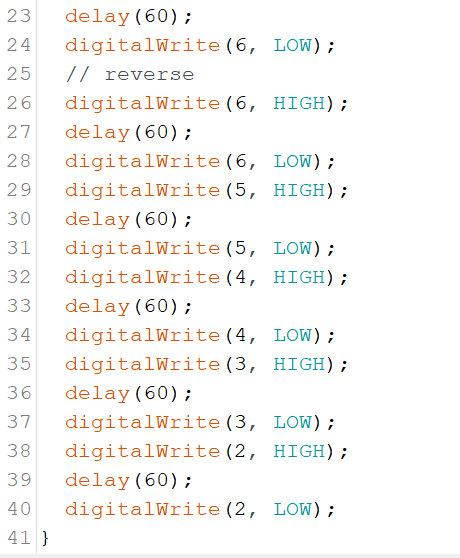 23 delay(60);
24 digitalWrite(6, LOW);
25 // reverse
26 digitalWrite(6, HIGH);
27 delay(60);
28 digitalWrite(6, LOW);
29 digitalWrite(5, HIGH);
30 delay(60);
31 digitalWrite(5, LOW);
32 digitalWrite(4, HIGH);
33 delay(60);
34 digitalWrite(4, LOW);
35 digitalWrite(3, HIGH);
36 delay(60);
37 digitalWrite(3, LOW);
38 digitalWrite(2, HIGH);
39 delay(60);
40 digitalWrite(2, LOW);
41 }